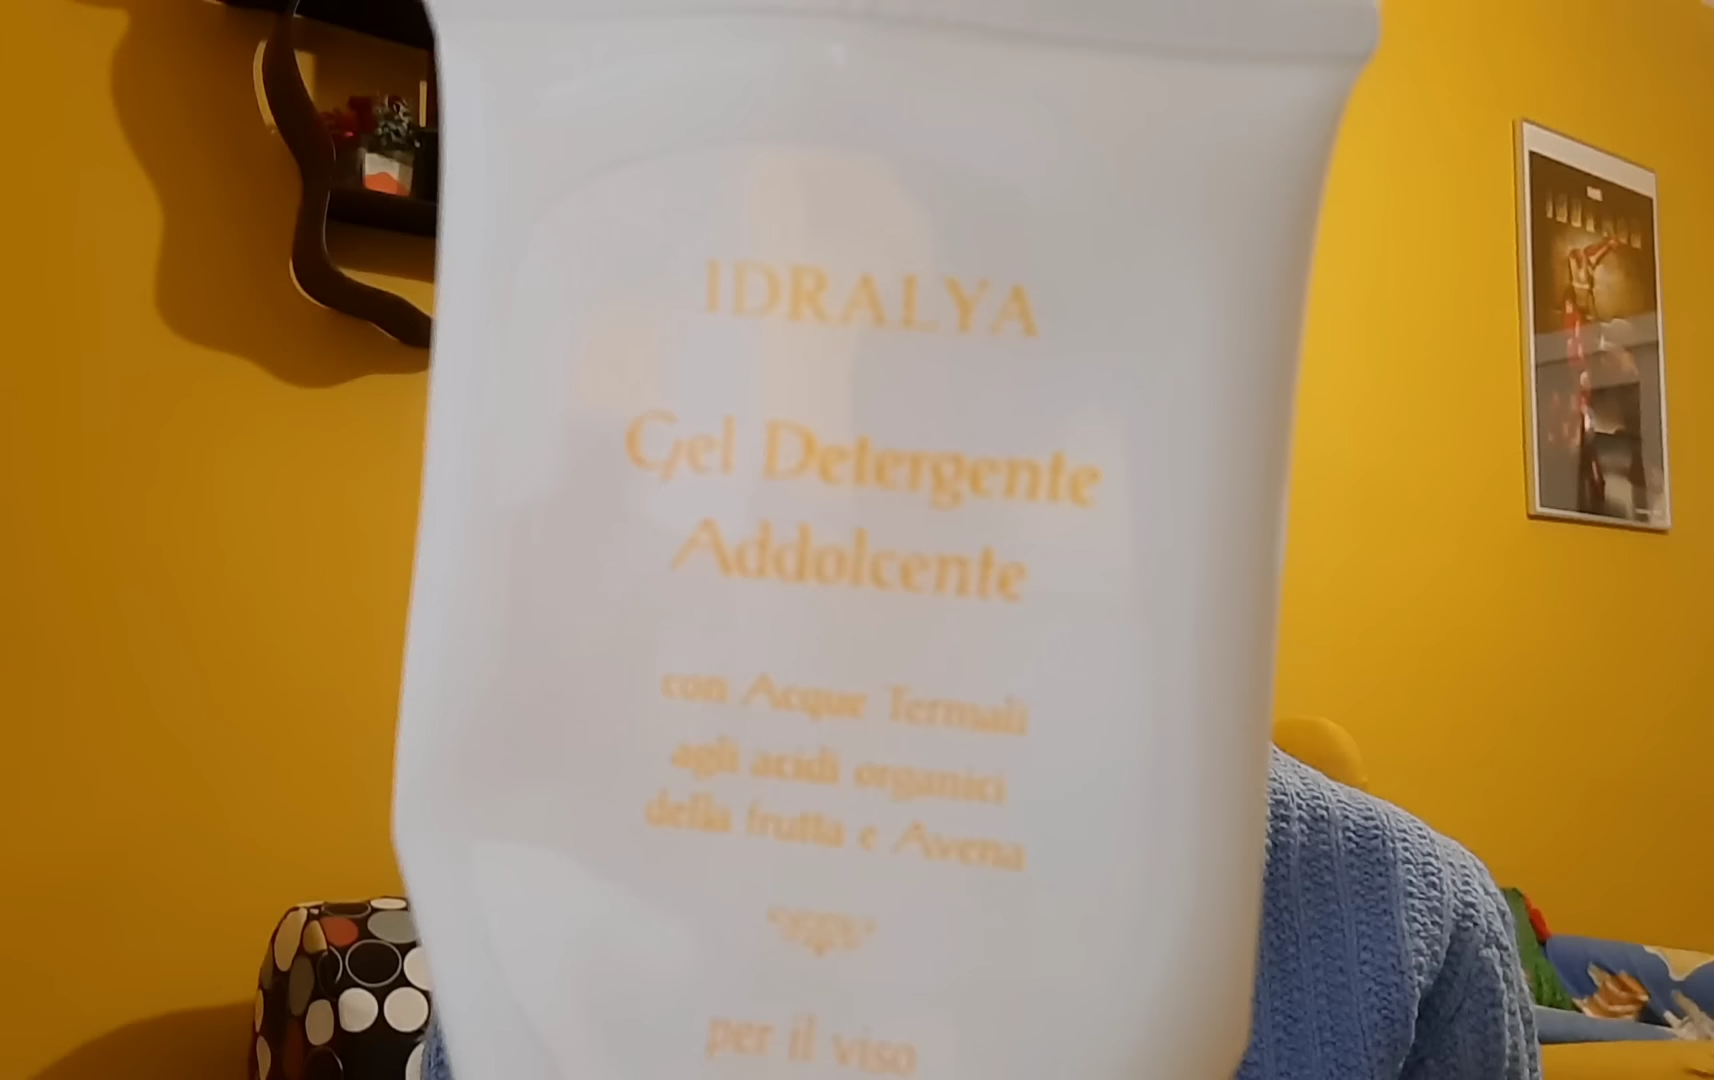 IDRALYA
Gel Detergente
Addolcente
con Acque Termali
agli acidi organici
della frutta e Avena
per il viso